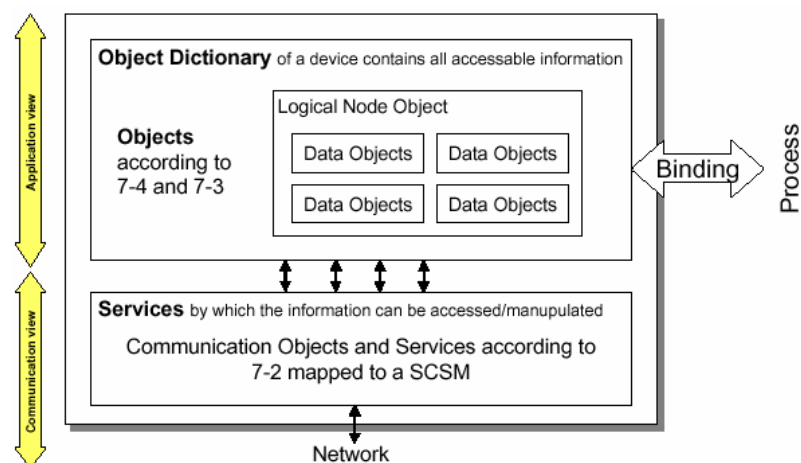 Application view
Object Dictionary of a device contains all accessable information
Objects
according to
7-4 and 7-3
Logical Node Object
Data Objects Data Objects
Data Objects Data Objects
Binding
Process
Communication view
Services by which the information can be accessed/manupulated
Communication Objects and Services according to
7-2 mapped to a SCSM
Network